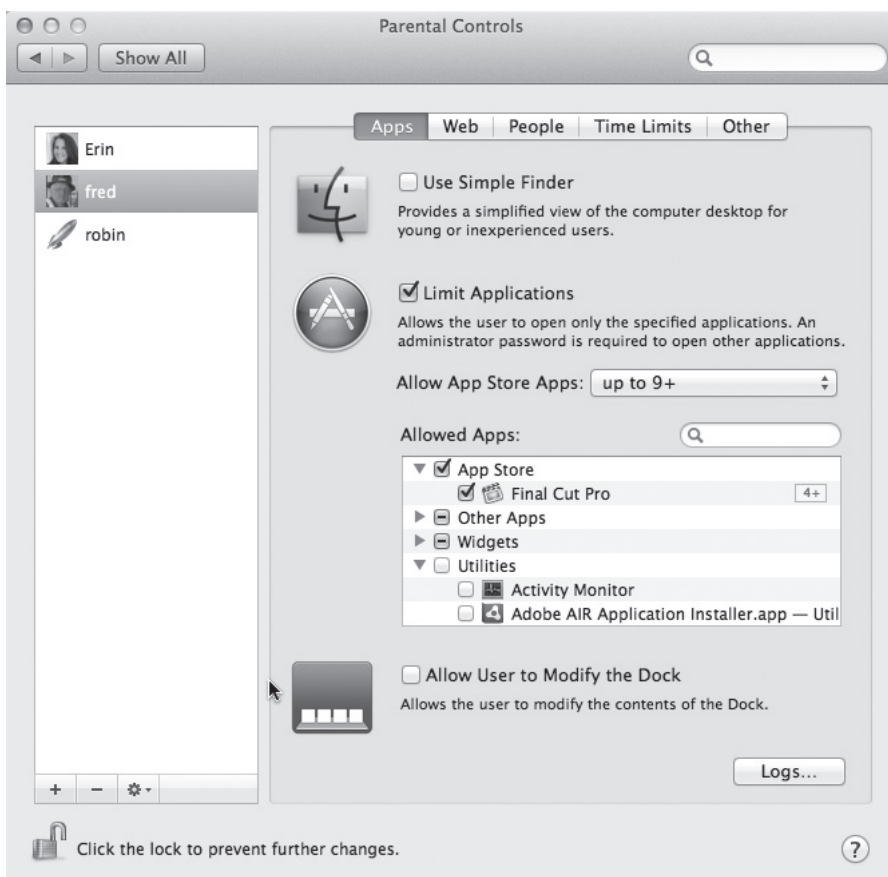 Parental Controls
Show All
Erin
fred
robin
Apps Web People Time Limits Other
Use Simple Finder
Provides a simplified view of the computer desktop for
young or inexperienced users.
Limit Applications
Allows the user to open only the specified applications. An
administrator password is required to open other applications.
Allow App Store Apps: up to 9+
Allowed Apps:
App Store
Final Cut Pro 4+
Other Apps
Widgets
Utilities
Activity Monitor
Adobe AIR Application Installer.app — Util
Allow User to Modify the Dock
Allows the user to modify the contents of the Dock.
Logs...
Click the lock to prevent further changes.
?